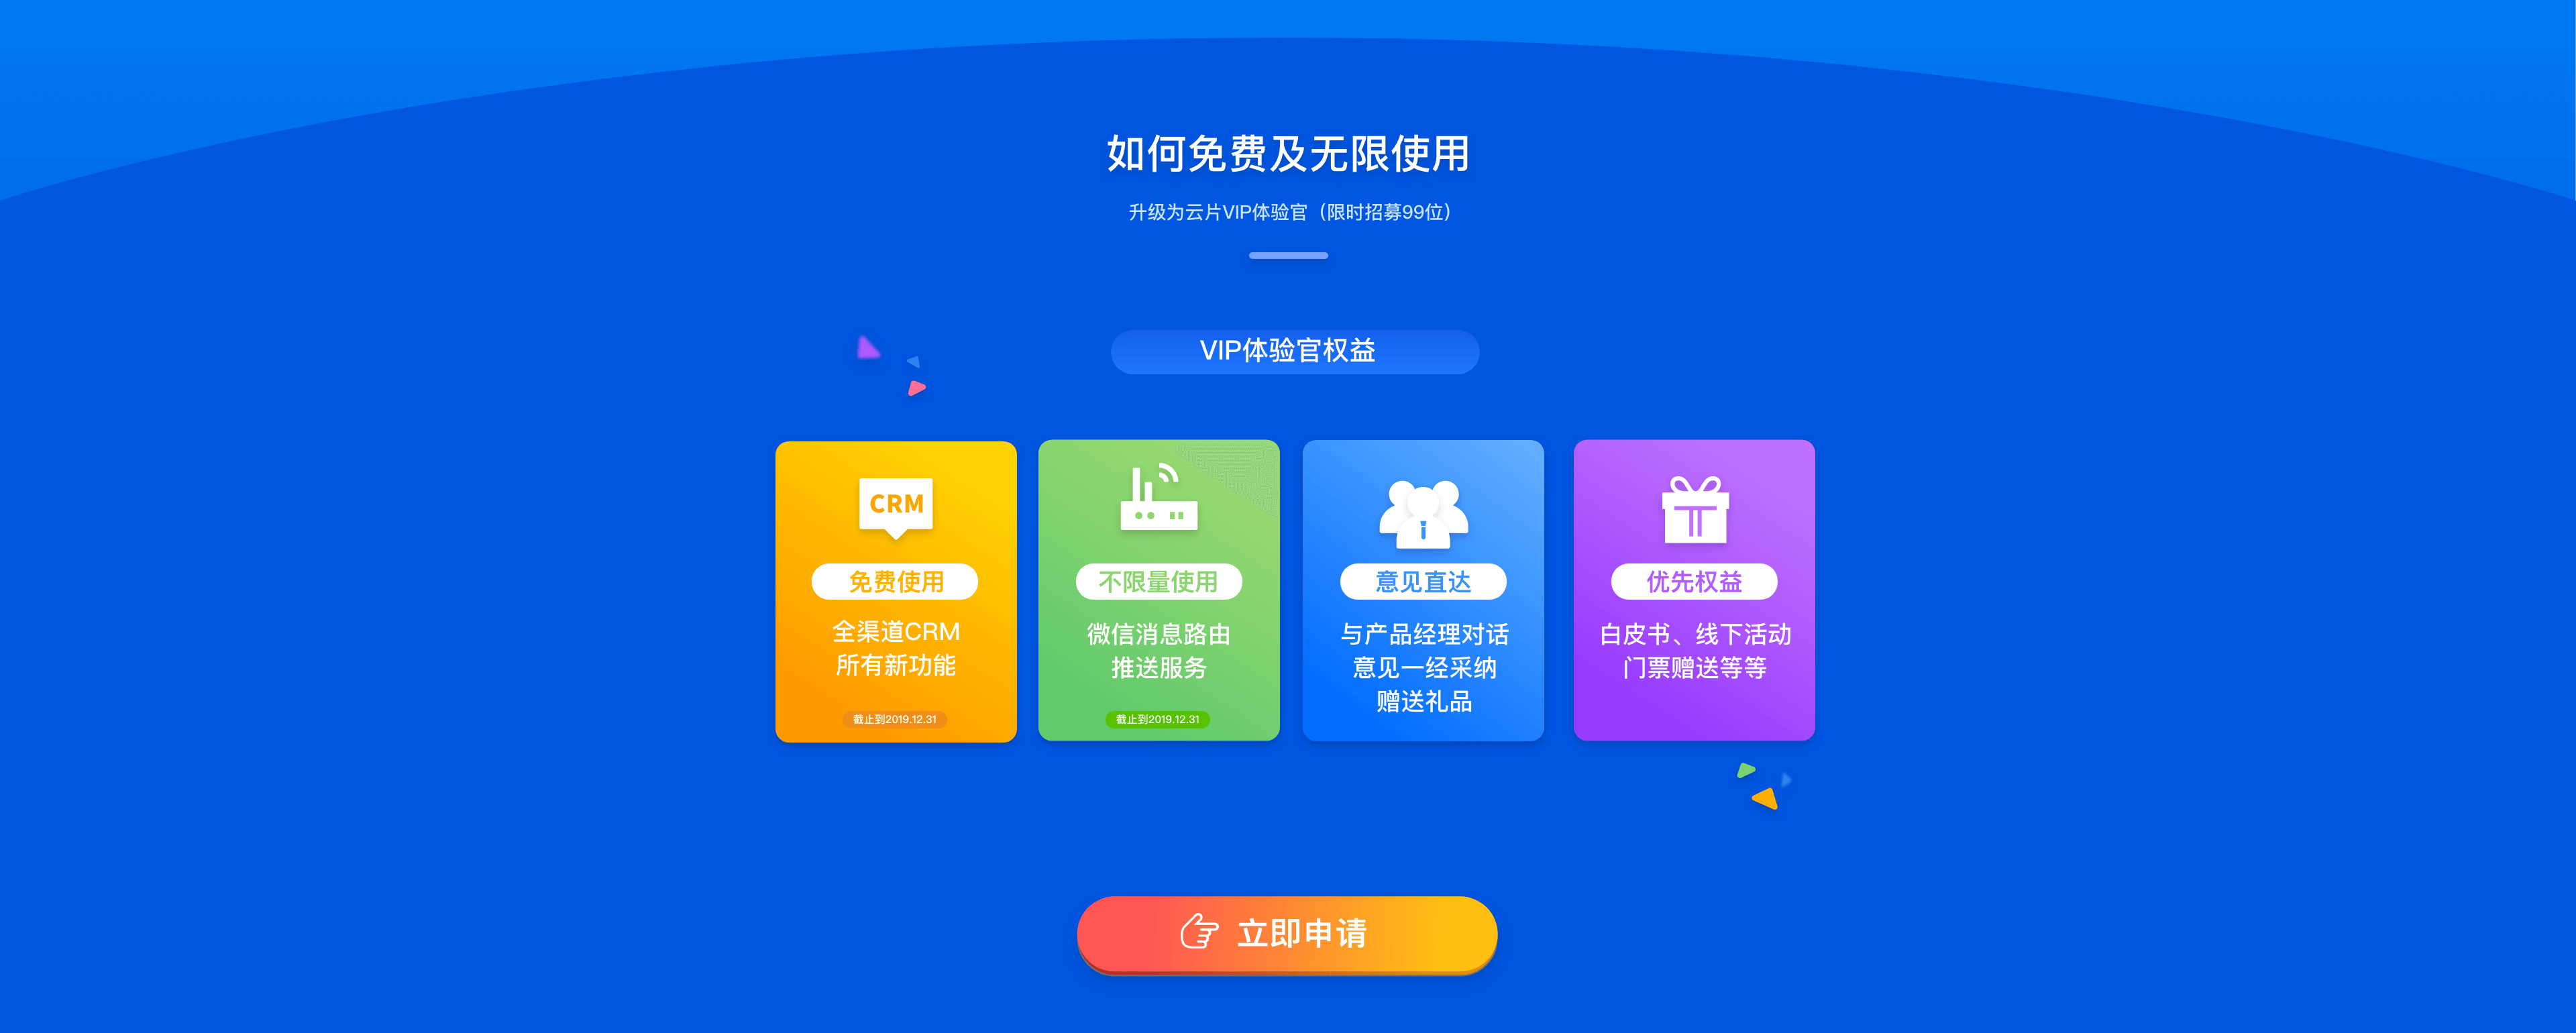 如何免费及无限使用
升级为云片VIP体验官（限时招募99位）
VIP体验官权益
CRM
免费使用
全渠道CRM
所有新功能
截止到2019.12.31
不限量使用
微信消息路由
推送服务
截止到2019.12.31
意见直达
与产品经理对话
意见一经采纳
赠送礼品
优先权益
白皮书、线下活动
门票赠送等等
立即申请